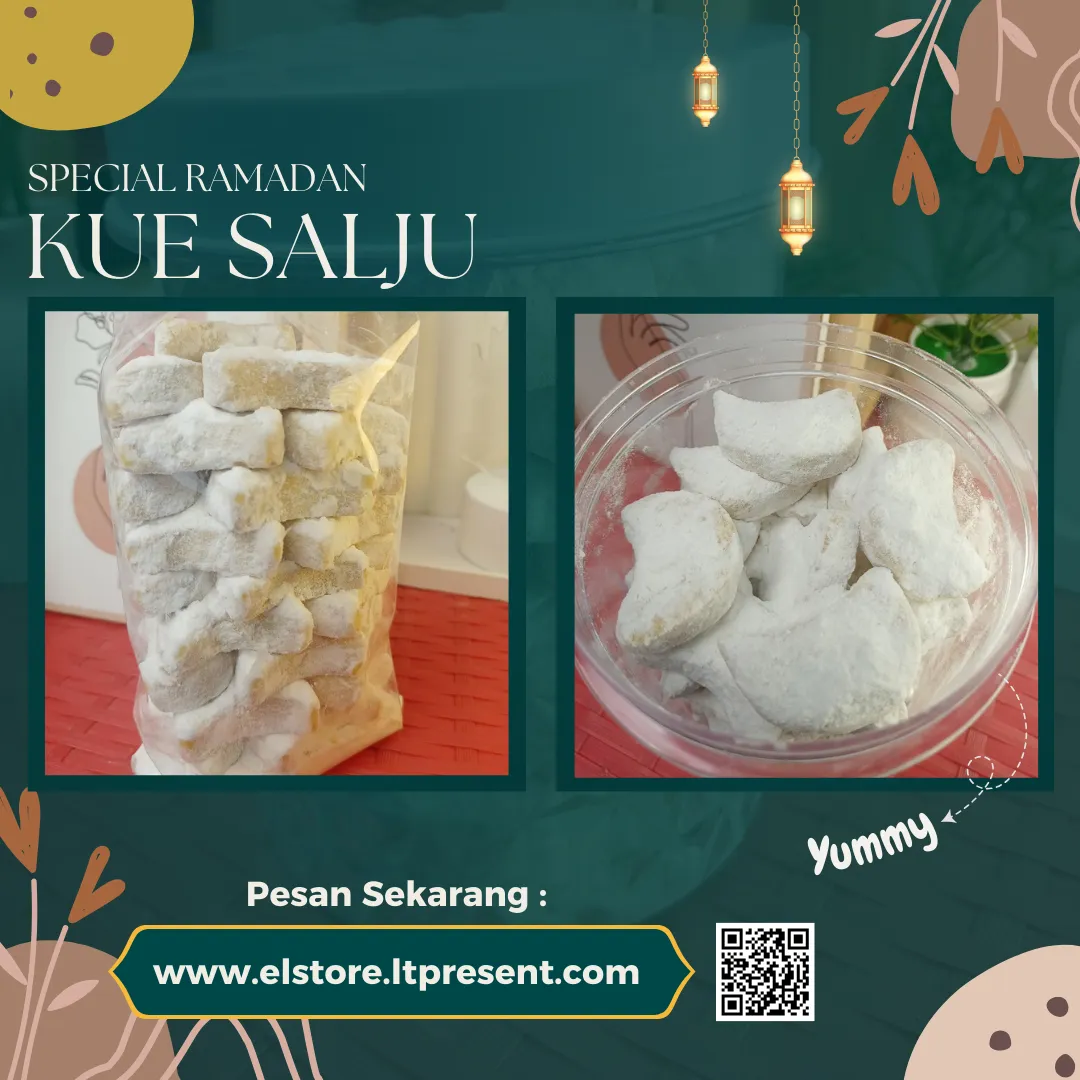 SPECIAL RAMADAN
KUE SALJU
Yummy
Pesan Sekarang :
www.elstore.ltpresent.com